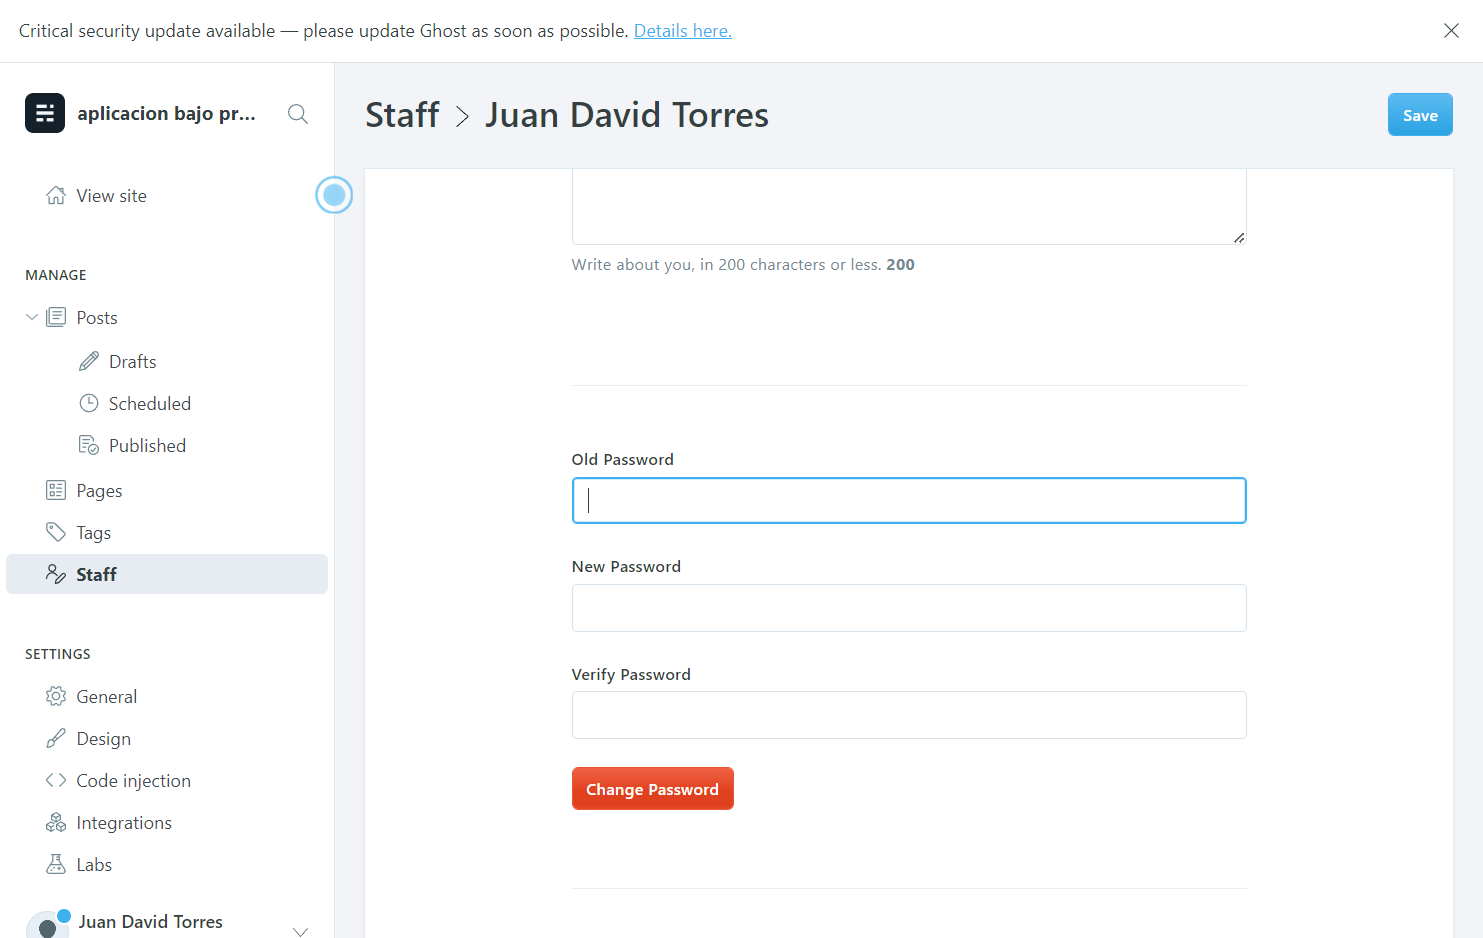 Critical security update available — please update Ghost as soon as possible. Details here.
aplicacion bajo pr...
Staff > Juan David Torres
Save
View site
MANAGE
Posts
Drafts
Scheduled
Published
Pages
Tags
Staff
SETTINGS
General
Design
Code injection
Integrations
Labs
Juan David Torres
Write about you, in 200 characters or less. 200
Old Password
New Password
Verify Password
Change Password